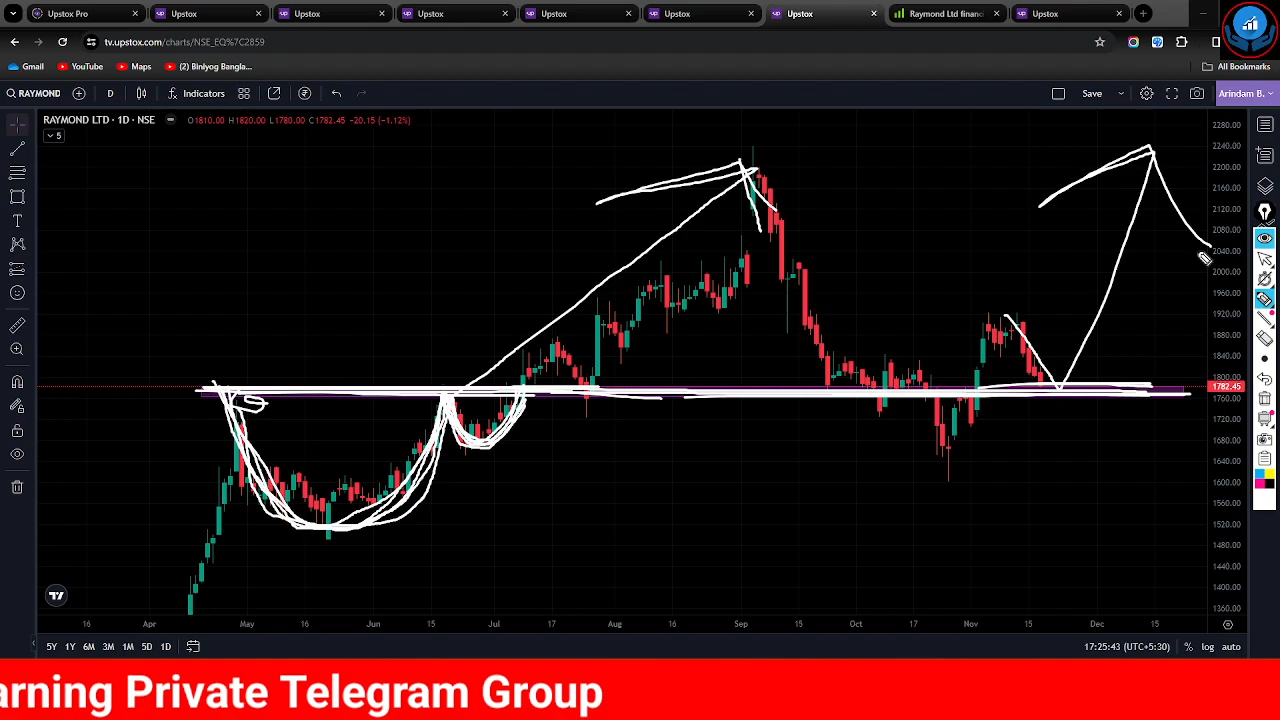 Upstox Pro
Upstox
Upstox
Upstox
Upstox
Upstox
Upstox
Raymond Ltd financi
Upstox
tv.upstox.com/charts/NSE_EQ%7C2859
Gmail
YouTube
Maps
(2) Biniyog Bangla...
All Bookmarks
RAYMOND
D
Indicators
Save
Arindam B.
RAYMOND LTD · 1D · NSE
O1810.00 H1820.00 L1780.00 C1782.45 -20.15 (-1.12%)
5
2280.00
2240.00
2200.00
2160.00
2120.00
2080.00
2040.00
2000.00
1960.00
1920.00
1880.00
1840.00
1800.00
1782.45
1760.00
1720.00
1680.00
1640.00
1600.00
1560.00
1520.00
1480.00
1440.00
1400.00
1360.00
16 Apr 15 May 16 Jun 15 Jul 17 Aug 16 Sep 15 Oct 17 Nov 15 Dec 15
5Y 1Y 6M 3M 1M 5D 1D
17:25:43 (UTC+5:30) % log auto
arning Private Telegram Group